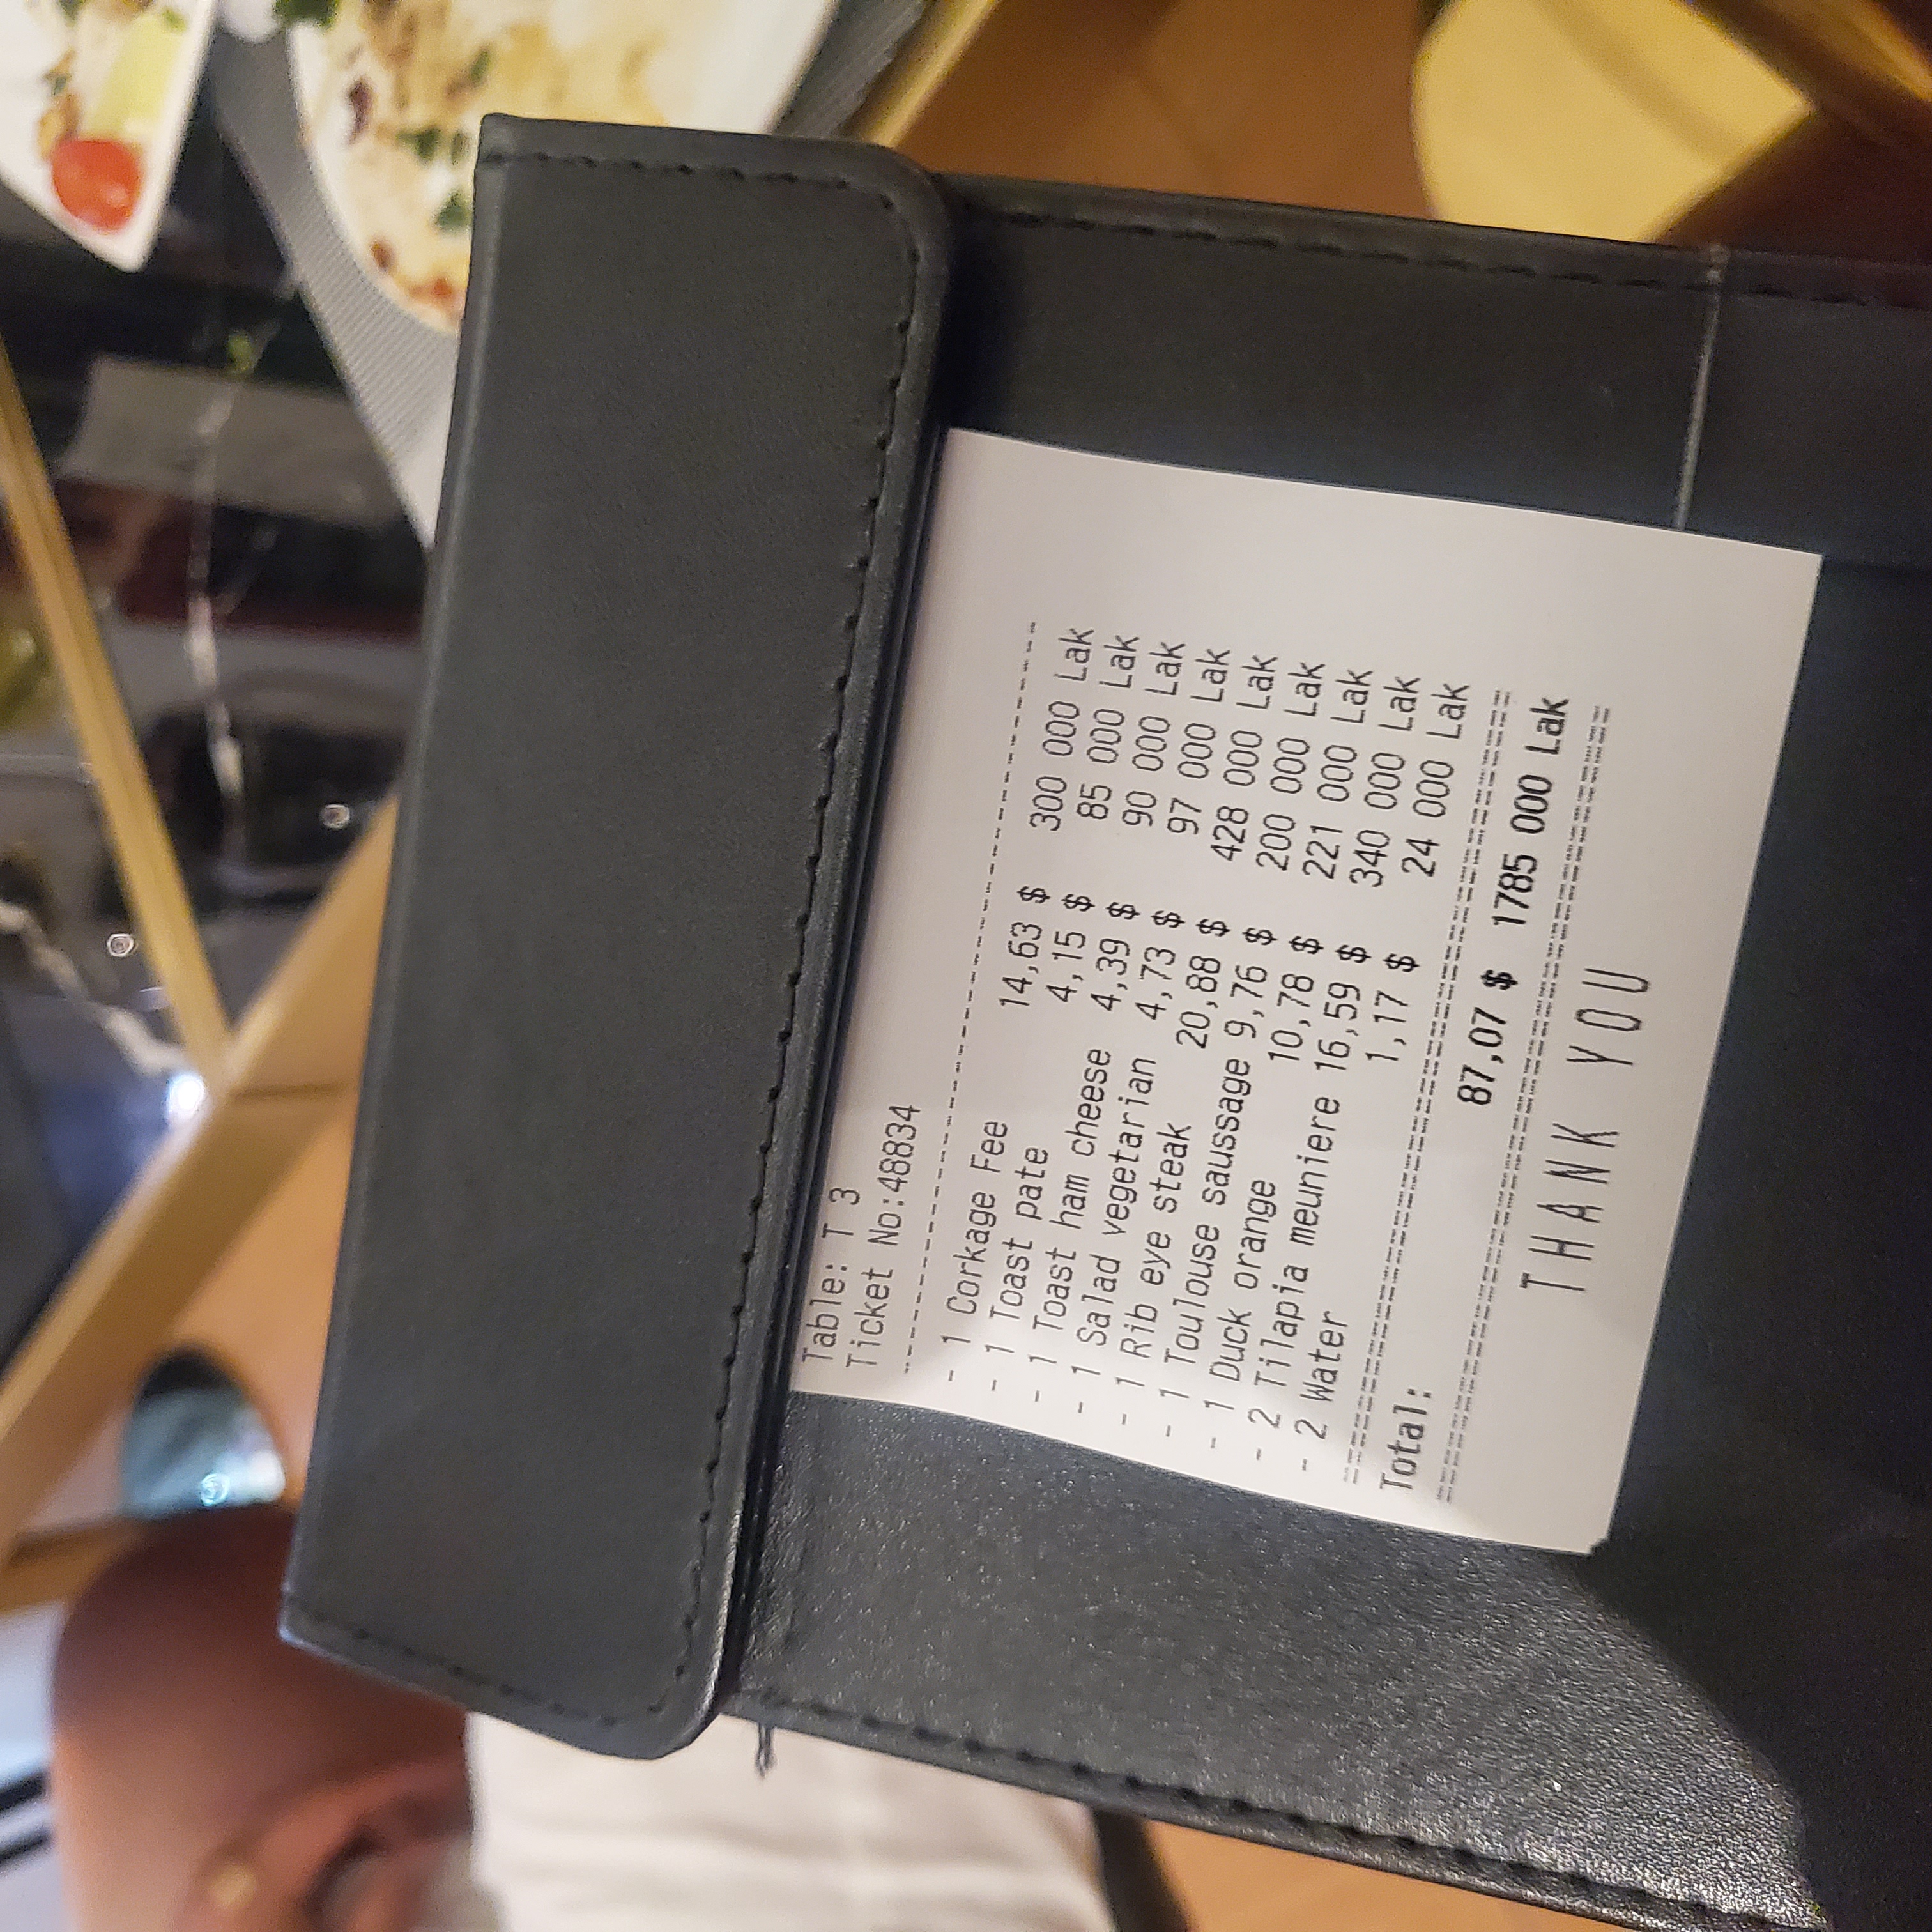 Table: T 3
Ticket No:48834
- 1 Corkage Fee 14,63 $ 300 000 Lak
- 1 Toast pate 4,15 $ 85 000 Lak
- 1 Toast ham cheese 4,39 $ 90 000 Lak
- 1 Salad vegetarian 4,73 $ 97 000 Lak
- 1 Rib eye steak 20,88 $ 428 000 Lak
- 1 Toulouse saussage 9,76 $ 200 000 Lak
- 1 Duck orange 10,78 $ 221 000 Lak
- 2 Tilapia meuniere 16,59 $ 340 000 Lak
- 2 Water 1,17 $ 24 000 Lak
Total: 87,07 $ 1785 000 Lak
THANK YOU